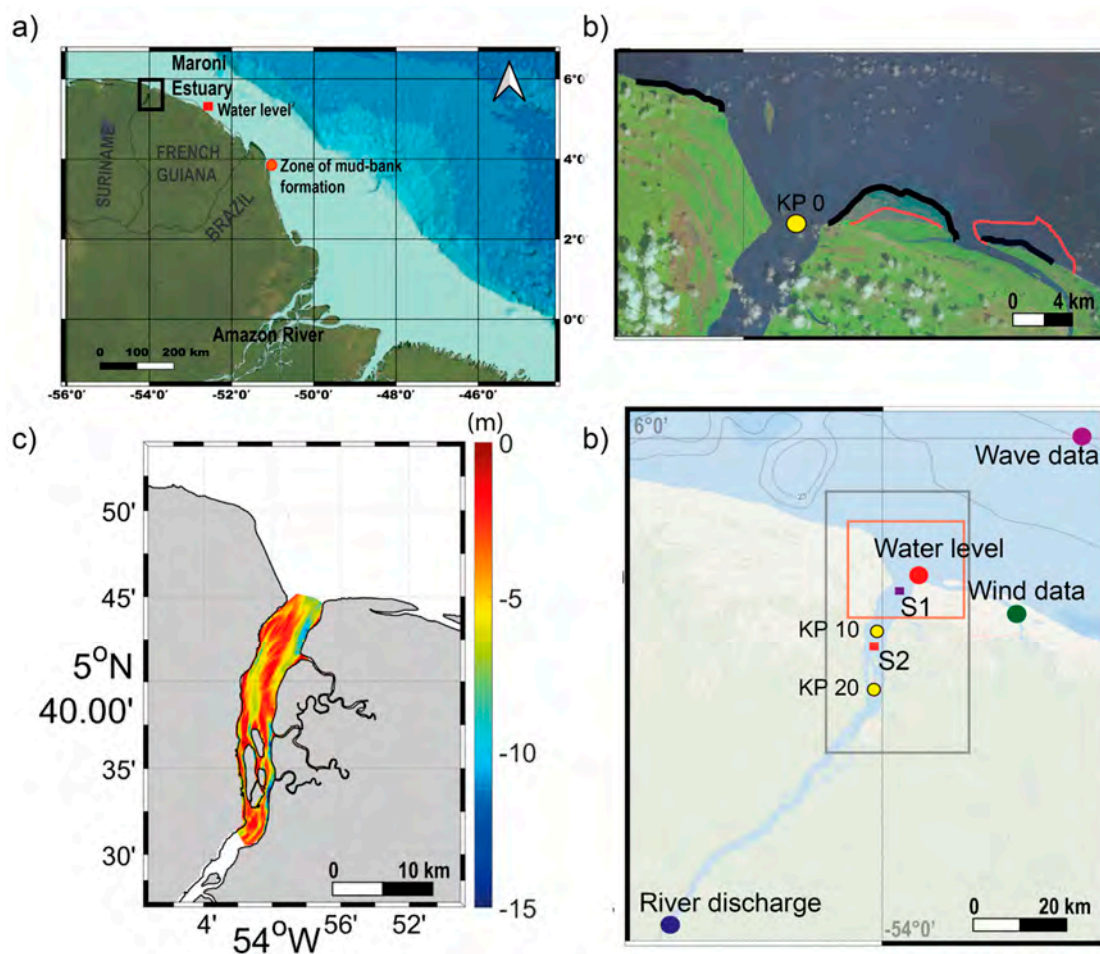 a)
Maroni
Estuary
Water level'
SURINAME
FRENCH
GUIANA
BRAZIL
Zone of mud-bank
formation
Amazon River
0 100 200 km
6°0'
4°0'
2°0'
0°0'
-56°0' -54°0' -52°0' -50°0' -48°0' -46°0'
b)
KP 0
0 4 km
c)
(m)
0
-5
-10
-15
50'
45'
5°N
40.00'
35'
30'
0 10 km
4' 54°W 56' 52'
b)
6°0'
Wave data
Water level
Wind data
S1
KP 10
S2
KP 20
River discharge
-54°0'
0 20 km